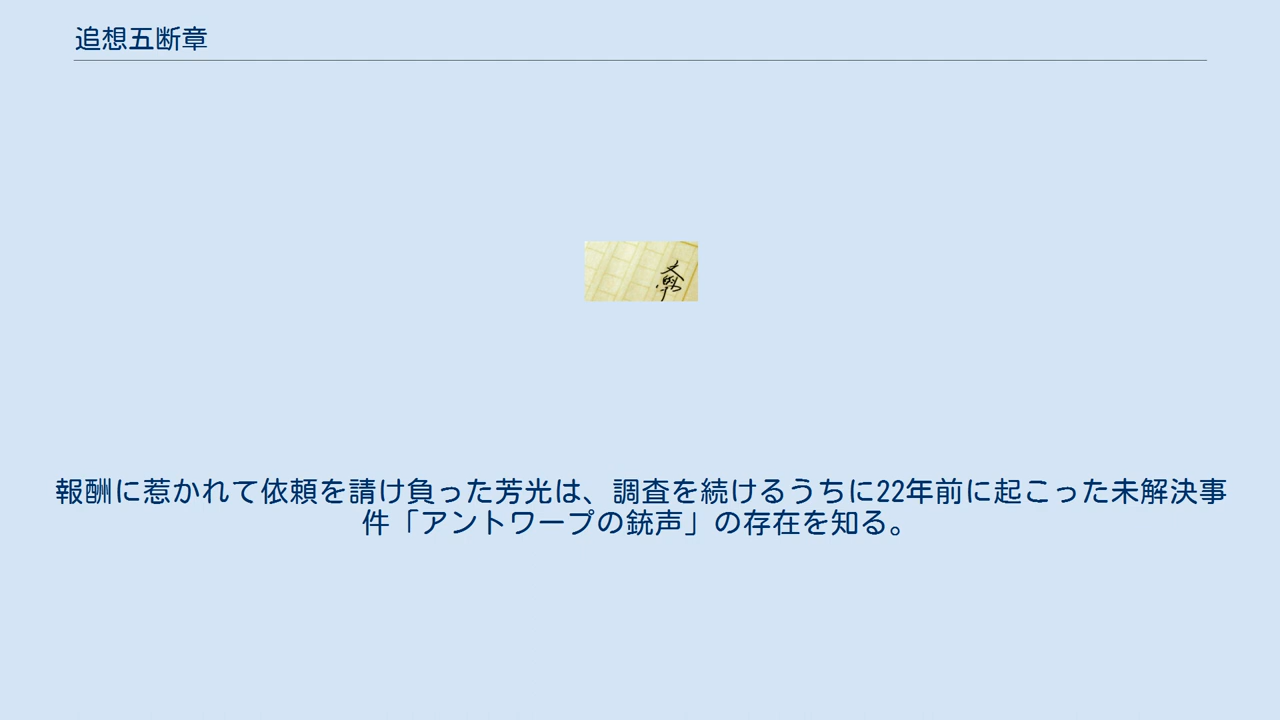 追想五断章
報酬に惹かれて依頼を請け負った芳光は、調査を続けるうちに22年前に起こった未解決事
件「アントワープの銃声」の存在を知る。